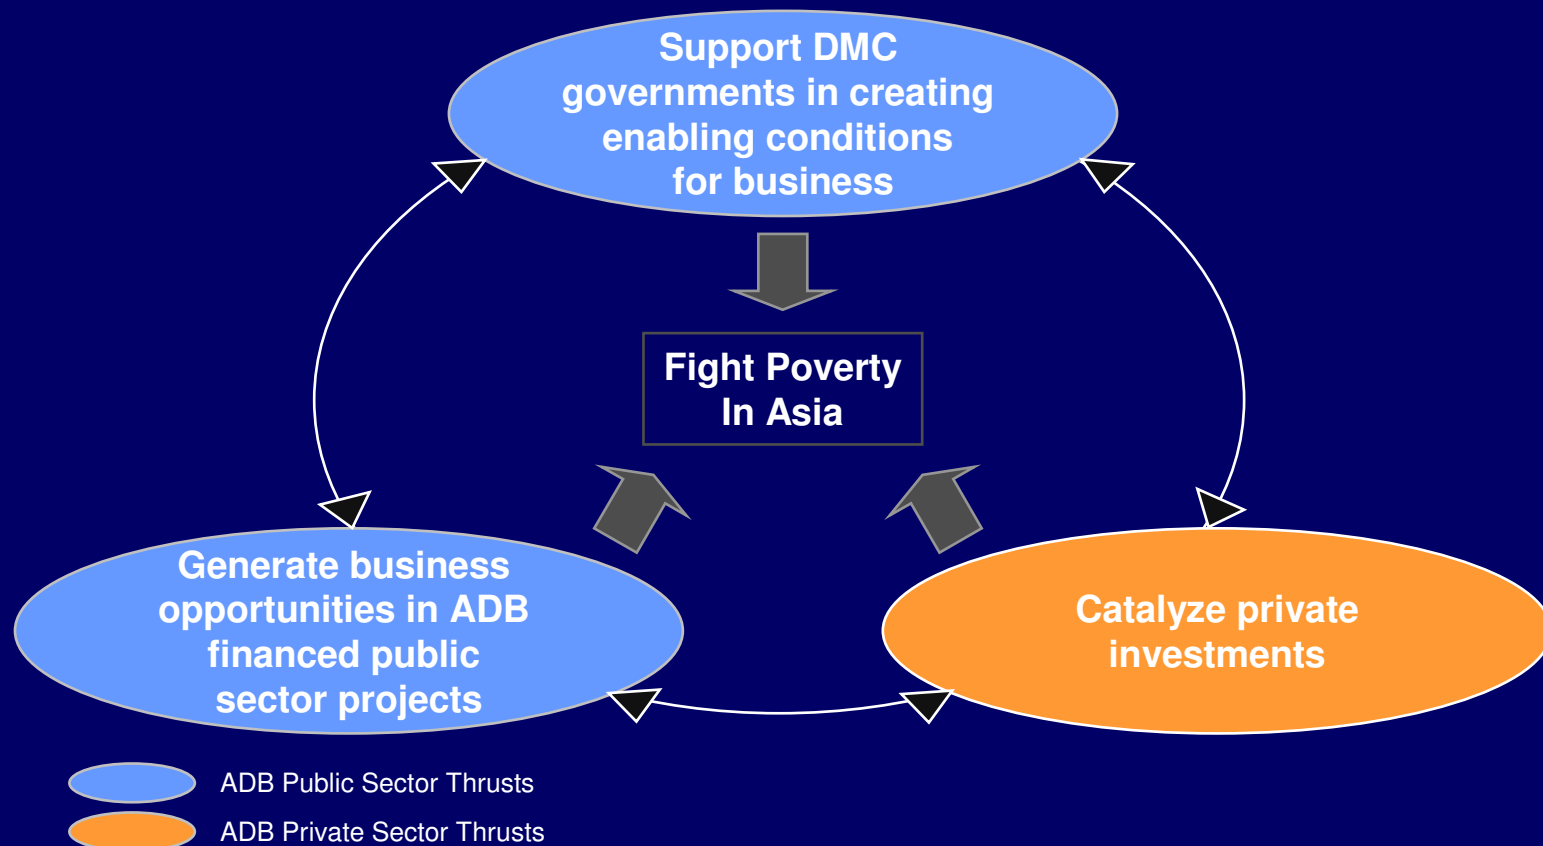 Support DMC
governments in creating
enabling conditions
for business
Fight Poverty
In Asia
Generate business
opportunities in ADB
financed public
sector projects
Catalyze private
investments
ADB Public Sector Thrusts
ADB Private Sector Thrusts